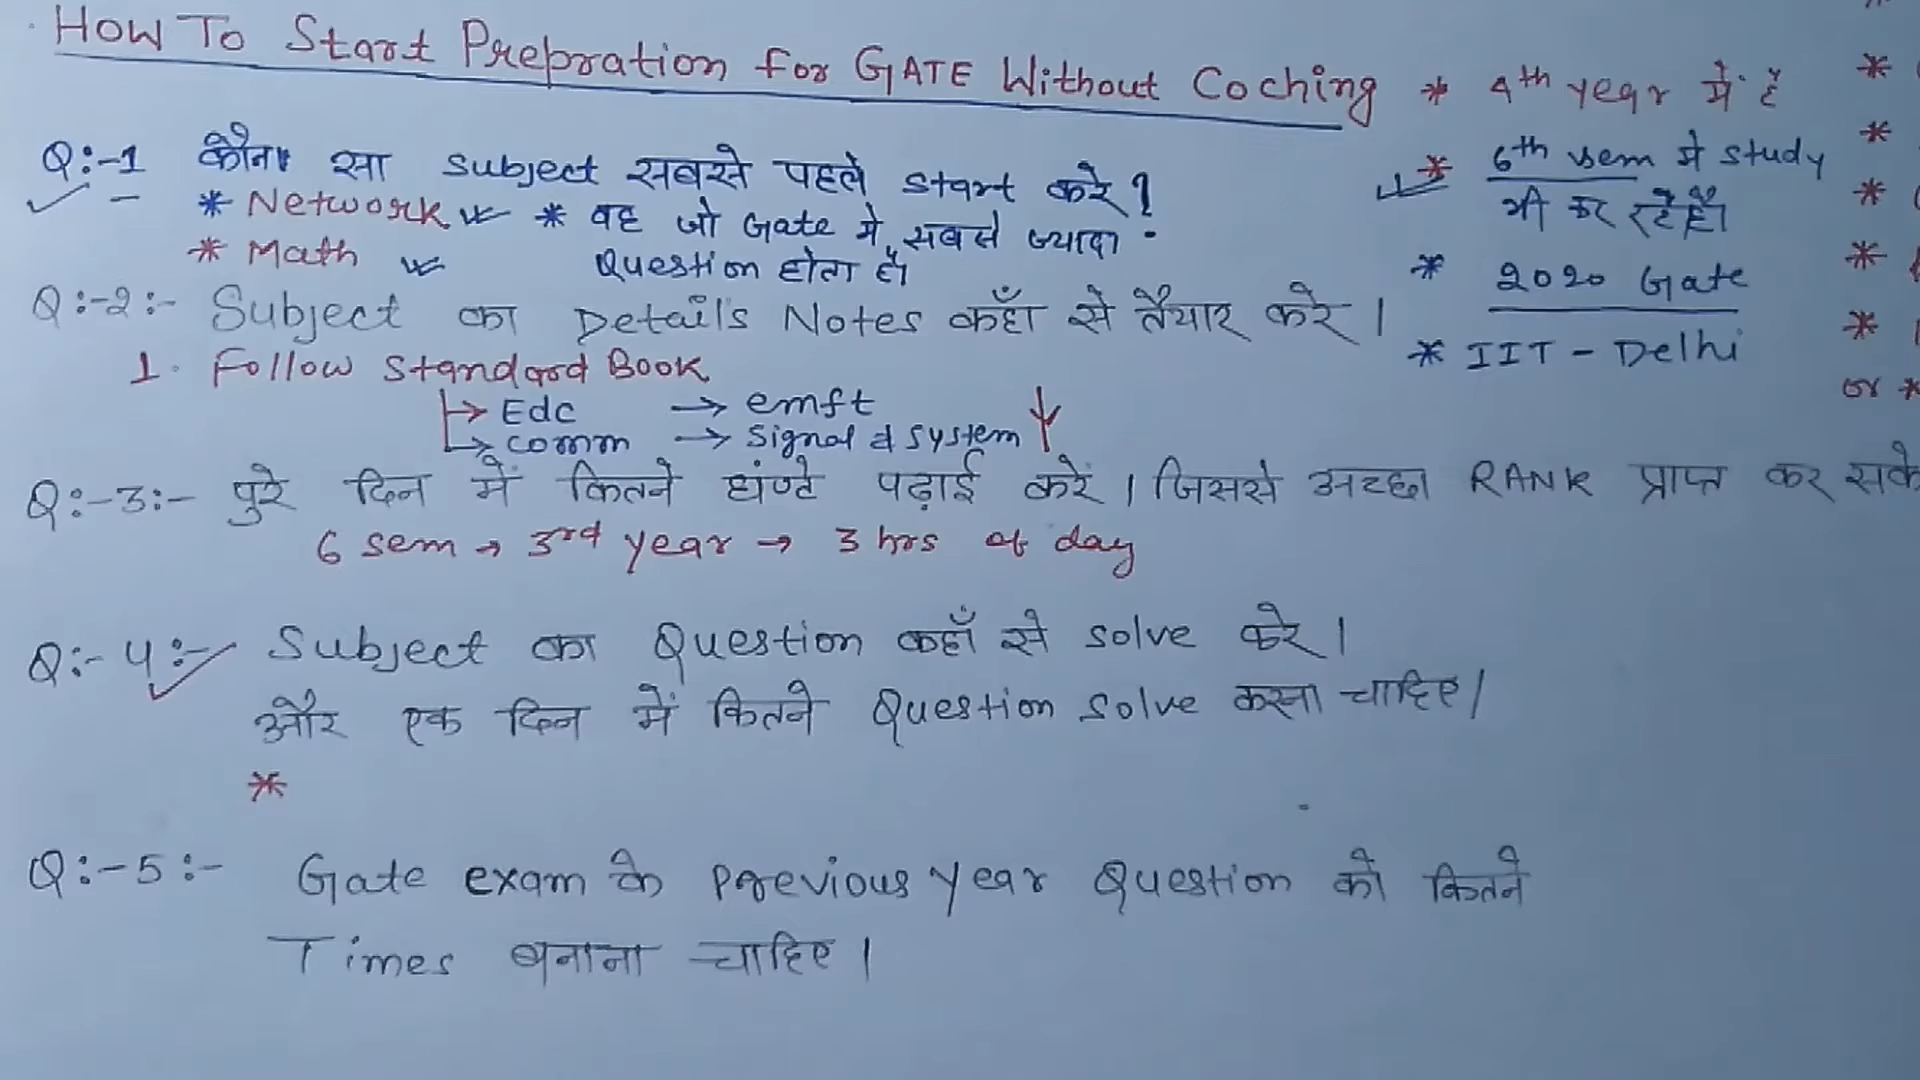 How To Start Prepration for GATE Without Coching
* 4th year में है
Q:-1 कौन सा subject सबसे पहले start करे ?
* Network * वह जो Gate मे सबसे ज्यादा
* Math Question होता है।
* 6th sem मे study
भी कर रहे है।
* 2020 Gate
* IIT - Delhi
Q:-2:- Subject का Details Notes कहाँ से तैयार करे ।
1. Follow Standard Book
→ Edc → emft
→ comm → Signal & System
Q:-3:- पुरे दिन में कितने घंण्टे पढ़ाई करें । जिससे अच्छा RANK प्राप्त कर सके
6 sem → 3rd year → 3 hrs of day
Q:-4:- Subject का Question कहाँ से solve करे ।
और एक दिन में कितने Question solve करना चाहिए।
*
Q:-5:- Gate exam के previous year Question को कितने
Times बनाना चाहिए ।
*
*
*
*
*
or *